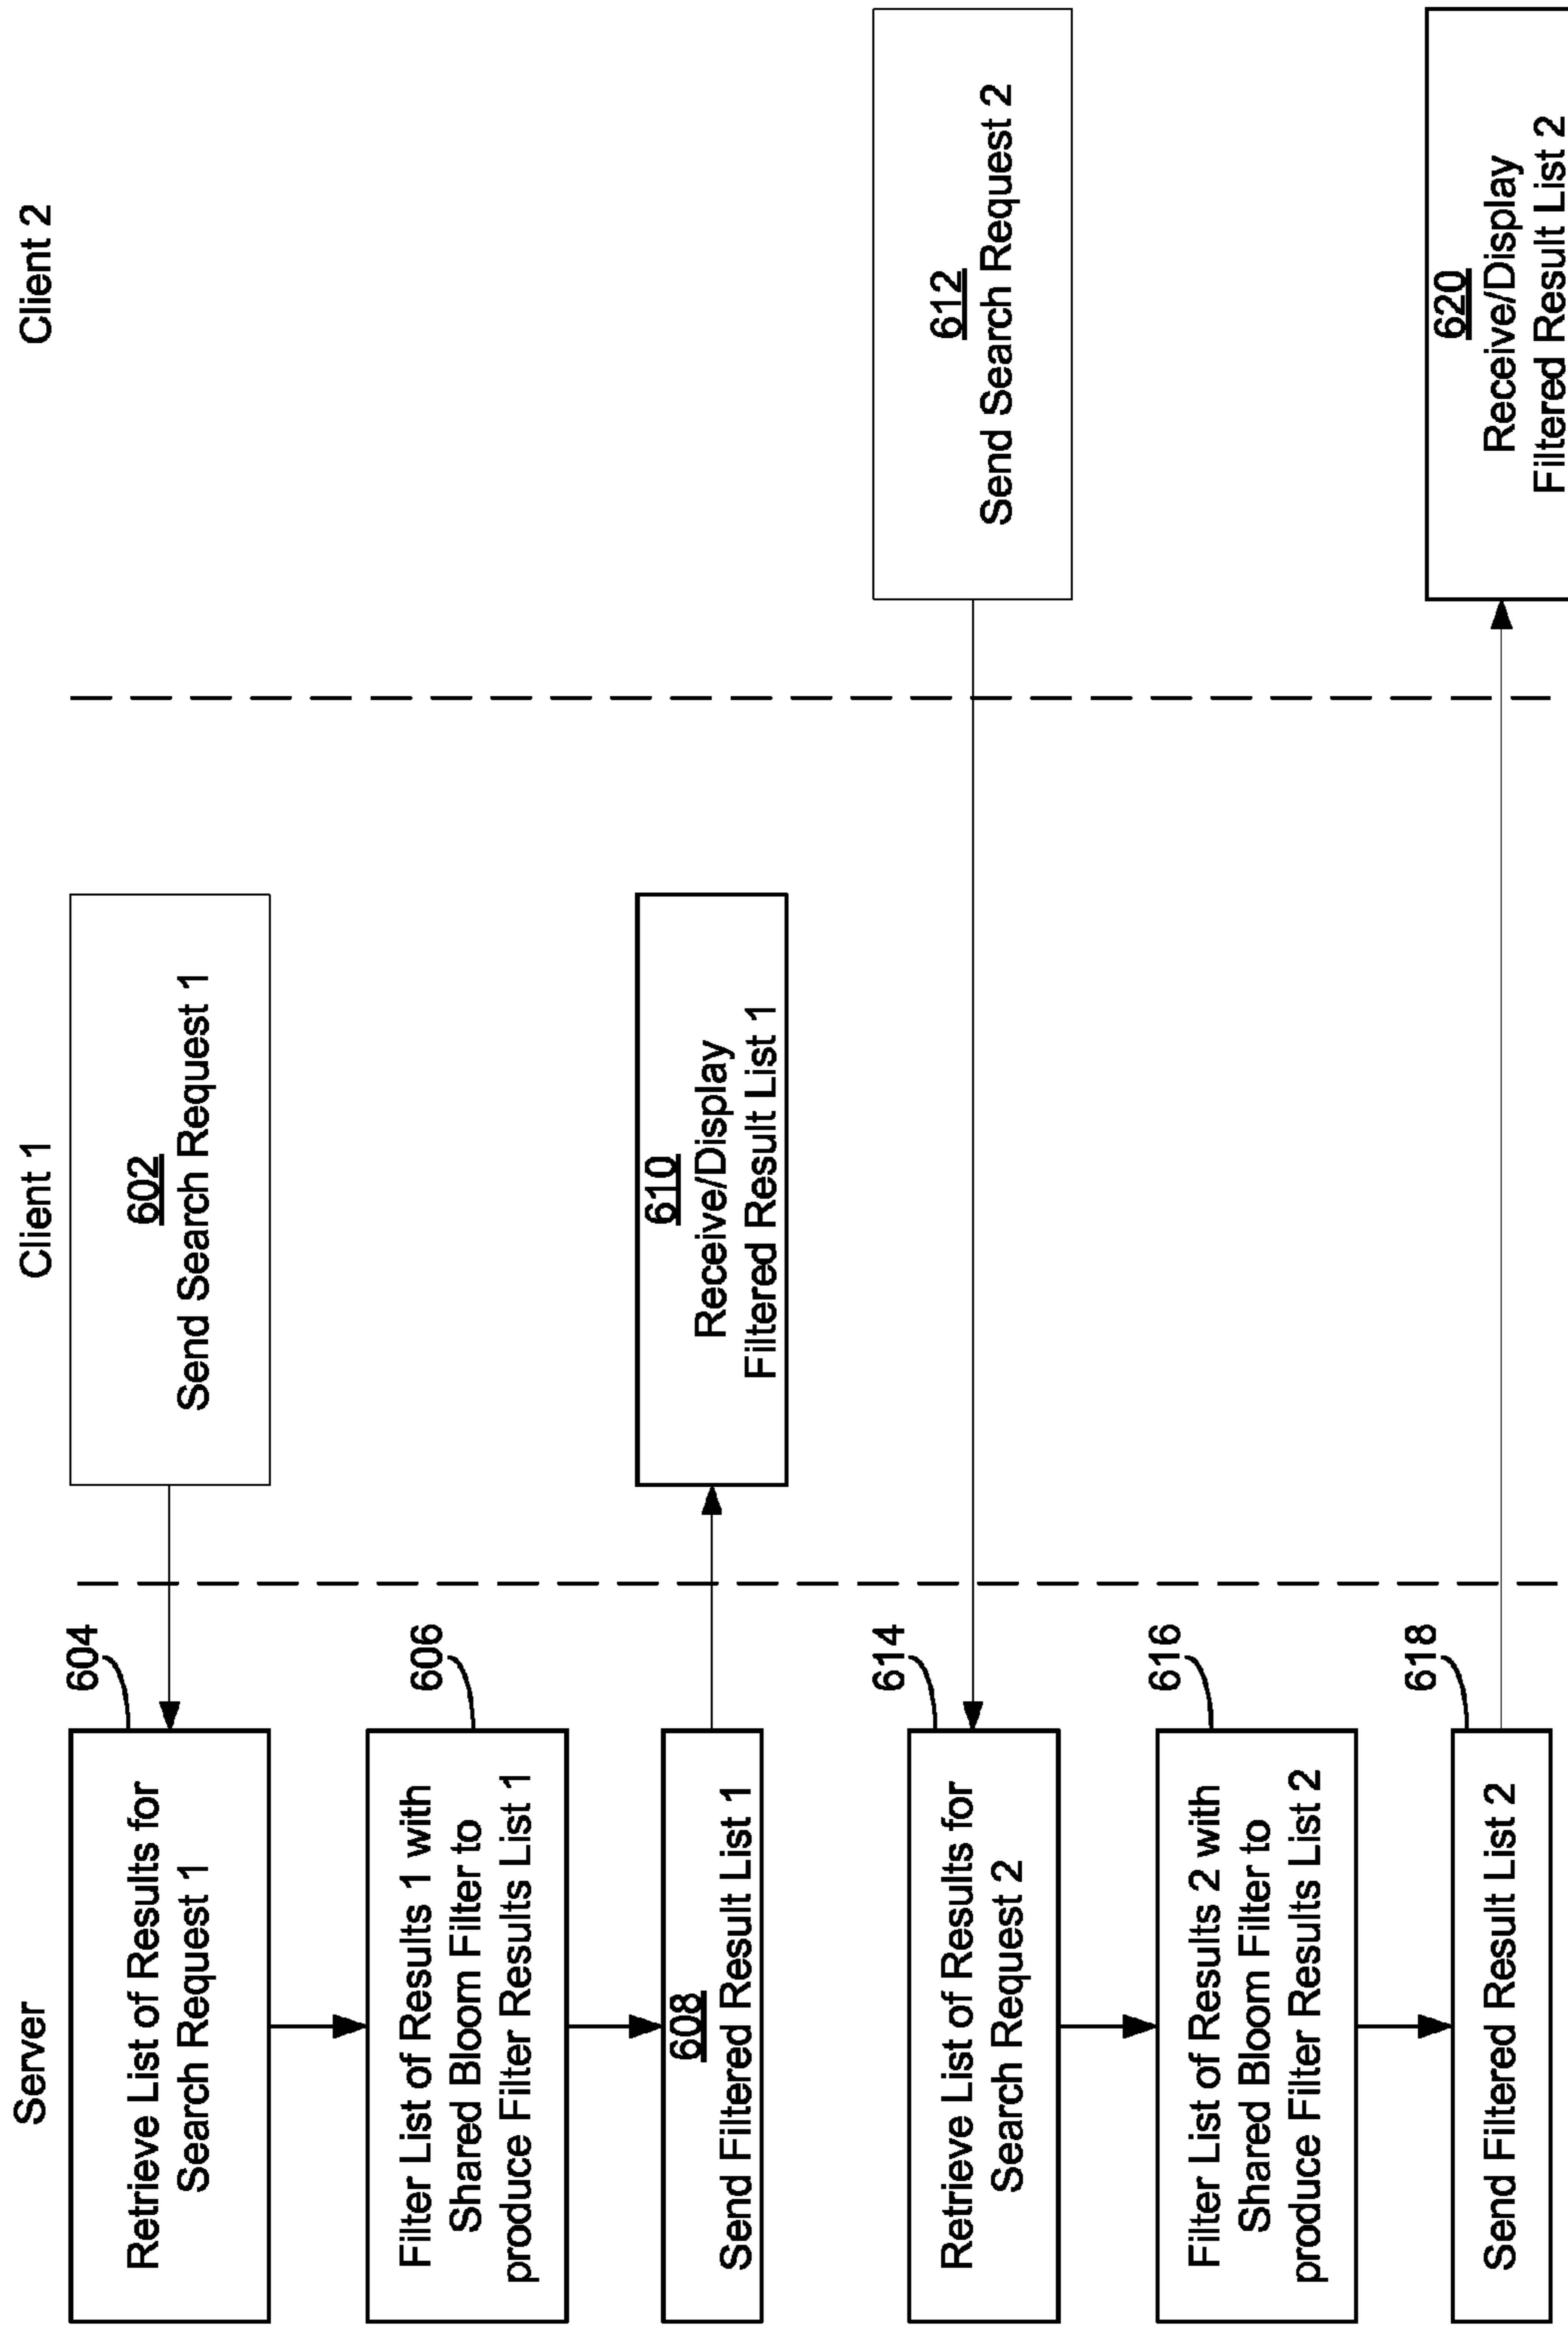 Server
Client 1
Client 2
602
Send Search Request 1
604
Retrieve List of Results for
Search Request 1
606
Filter List of Results 1 with
Shared Bloom Filter to
produce Filter Results List 1
608
Send Filtered Result List 1
610
Receive/Display
Filtered Result List 1
612
Send Search Request 2
614
Retrieve List of Results for
Search Request 2
616
Filter List of Results 2 with
Shared Bloom Filter to
produce Filter Results List 2
618
Send Filtered Result List 2
620
Receive/Display
Filtered Result List 2